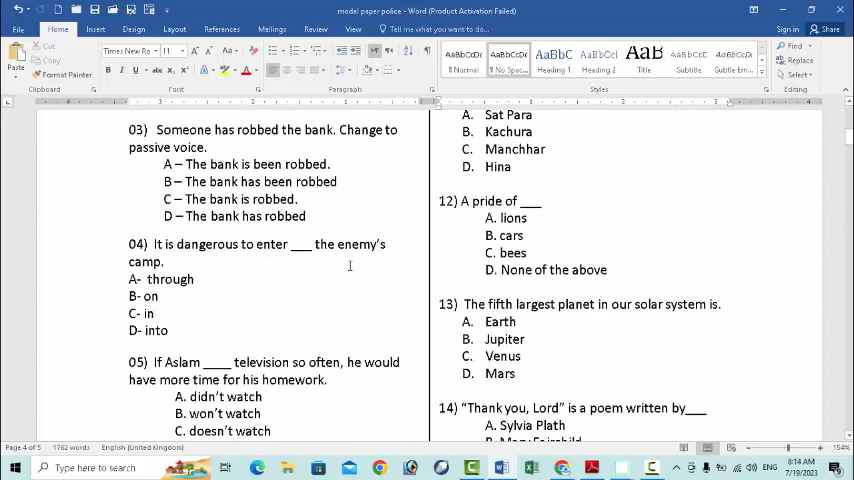 model paper police - Word (Product Activation Failed)
File Home Insert Design Layout References Mailings Review View Tell me what you want to do... Sign in Share
Cut
Copy
Format Painter
Paste
Clipboard
Times New Ro 11
Font
Paragraph
AaBbCcDc AaBbCcDc AaBbC AaBbCcI AaB AaBbCcD AaBbCcDt
¶ Normal ¶ No Spac... Heading 1 Heading 2 Title Subtitle Subtle Em...
Styles
Find
Replace
Select
Editing
03) Someone has robbed the bank. Change to
passive voice.
A – The bank is been robbed.
B – The bank has been robbed
C – The bank is robbed.
D – The bank has robbed
04) It is dangerous to enter ___ the enemy's
camp.
A- through
B- on
C- in
D- into
05) If Aslam ____ television so often, he would
have more time for his homework.
A. didn't watch
B. won't watch
C. doesn't watch
A. Sat Para
B. Kachura
C. Manchhar
D. Hina
12) A pride of ___
A. lions
B. cars
C. bees
D. None of the above
13) The fifth largest planet in our solar system is.
A. Earth
B. Jupiter
C. Venus
D. Mars
14) “Thank you, Lord” is a poem written by___
A. Sylvia Plath
B. Mary Fairchild
Page 4 of 5 1762 words English (United Kingdom) 154%
Type here to search
ENG
8:14 AM
7/19/2023